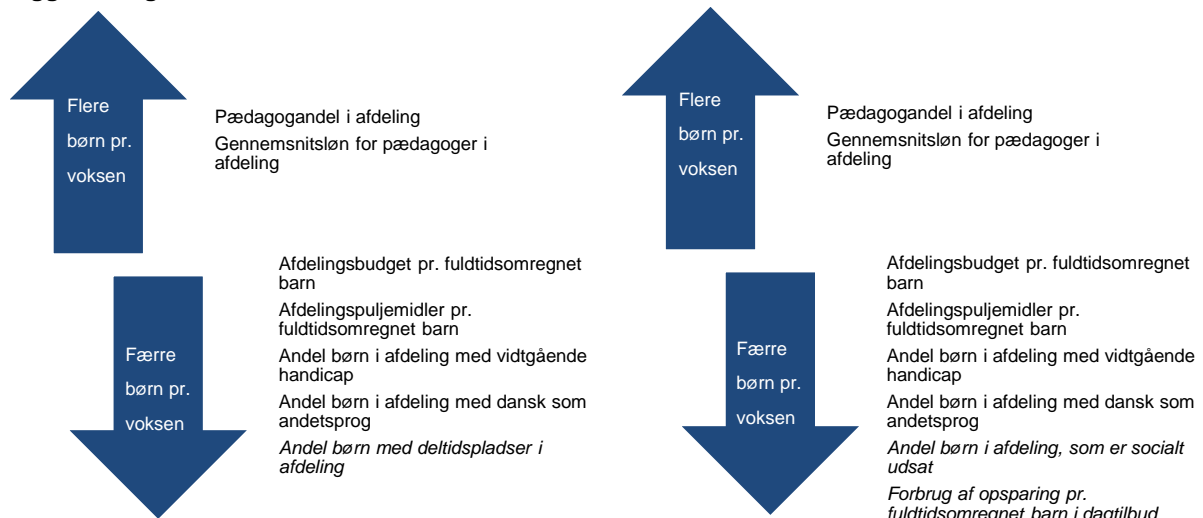 Flere
børn pr.
voksen
Pædagogandel i afdeling
Gennemsnitsløn for pædagoger i
afdeling
Færre
børn pr.
voksen
Afdelingsbudget pr. fuldtidsomregnet
barn
Afdelingspuljemidler pr.
fuldtidsomregnet barn
Andel børn i afdeling med vidtgående
handicap
Andel børn i afdeling med dansk som
andetsprog
Andel børn med deltidspladser i
afdeling
Flere
børn pr.
voksen
Pædagogandel i afdeling
Gennemsnitsløn for pædagoger i
afdeling
Færre
børn pr.
voksen
Afdelingsbudget pr. fuldtidsomregnet
barn
Afdelingspuljemidler pr.
fuldtidsomregnet barn
Andel børn i afdeling med vidtgående
handicap
Andel børn i afdeling med dansk som
andetsprog
Andel børn i afdeling, som er socialt
udsat
Forbrug af opsparing pr.
fuldtidsomregnet barn i dagtilbud